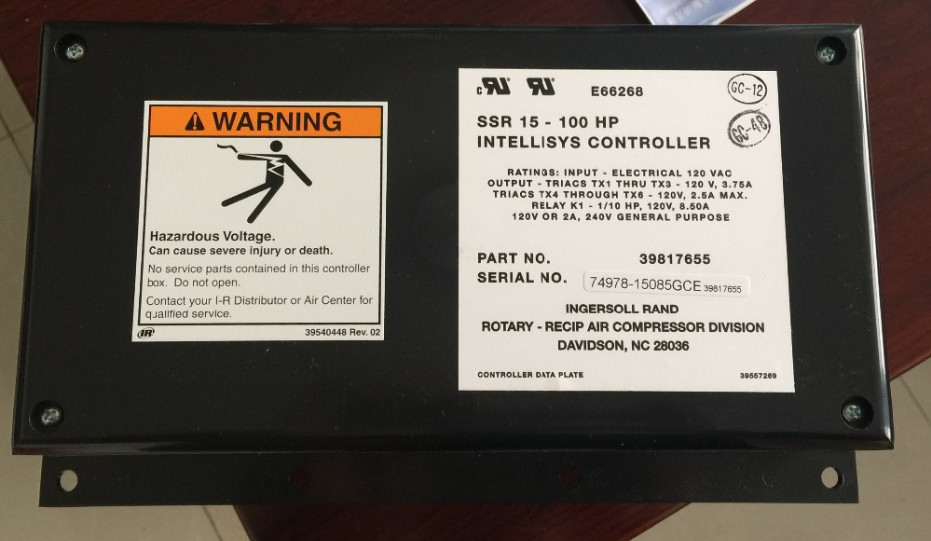 WARNING
Hazardous Voltage.
Can cause severe injury or death.
No service parts contained in this controller
box. Do not open.
Contact your I-R Distributor or Air Center for
qualified service.
IR
39540448 Rev. 02
c RU RU E66268
GC-12
GC-48
SSR 15 - 100 HP
INTELLISYS CONTROLLER
RATINGS: INPUT - ELECTRICAL 120 VAC
OUTPUT - TRIACS TX1 THRU TX3 - 120 V, 3.75A
TRIACS TX4 THROUGH TX6 - 120V, 2.5A MAX.
RELAY K1 - 1/10 HP, 120V, 8.50A
120V OR 2A, 240V GENERAL PURPOSE
PART NO. 39817655
SERIAL NO. 74978-15085GCE 39817655
INGERSOLL RAND
ROTARY - RECIP AIR COMPRESSOR DIVISION
DAVIDSON, NC 28036
CONTROLLER DATA PLATE 39557269